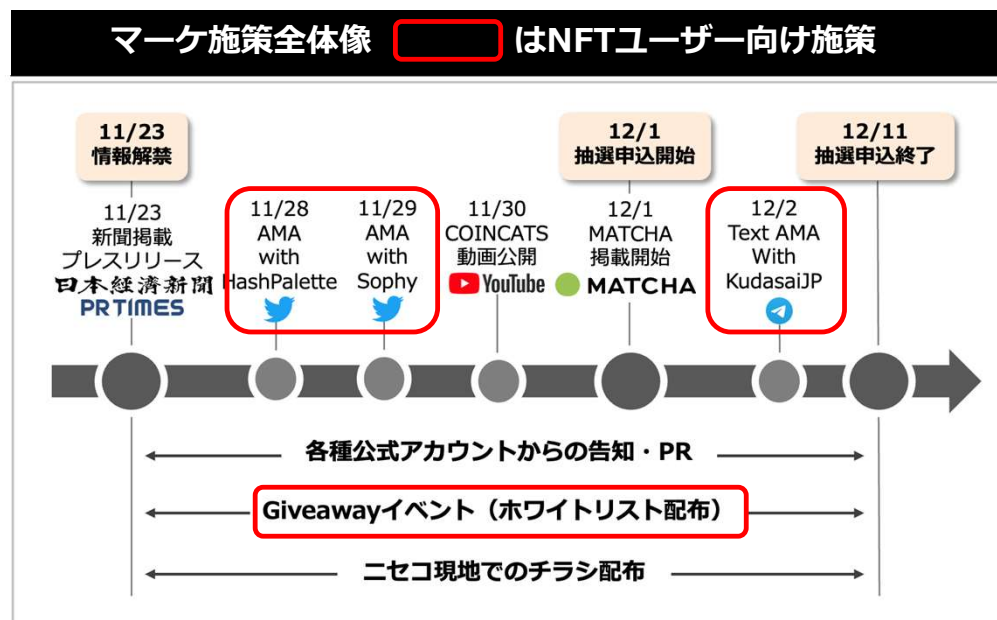 マーケ施策全体像 はNFTユーザー向け施策
11/23
情報解禁
12/1
抽選申込開始
12/11
抽選申込終了
11/23
新聞掲載
プレスリリース
日本経済新聞
PR TIMES
11/28
AMA
with
HashPalette
11/29
AMA
with
Sophy
11/30
COINCATS
動画公開
YouTube
12/1
MATCHA
掲載開始
MATCHA
12/2
Text AMA
With
KudasaiJP
各種公式アカウントからの告知・PR
Giveawayイベント（ホワイトリスト配布）
ニセコ現地でのチラシ配布